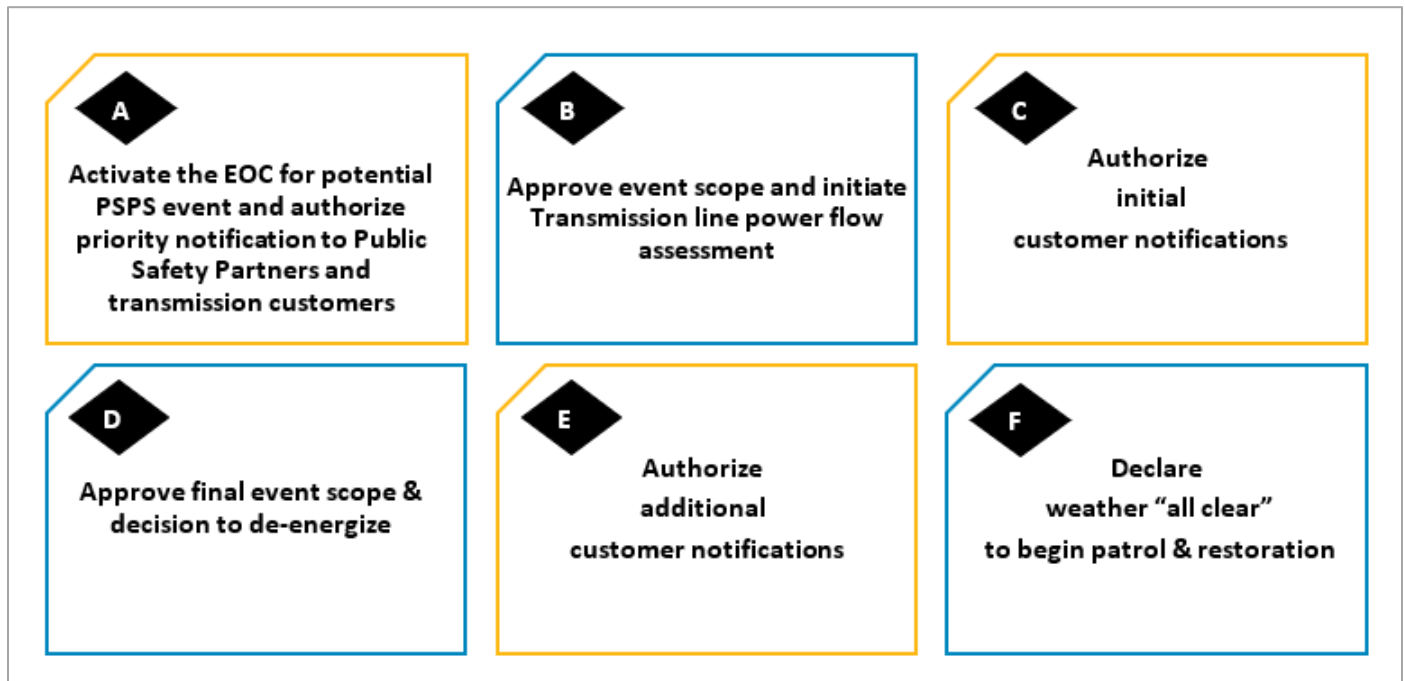 A
Activate the EOC for potential
PSPS event and authorize
priority notification to Public
Safety Partners and
transmission customers
B
Approve event scope and initiate
Transmission line power flow
assessment
C
Authorize
initial
customer notifications
D
Approve final event scope &
decision to de-energize
E
Authorize
additional
customer notifications
F
Declare
weather “all clear”
to begin patrol & restoration